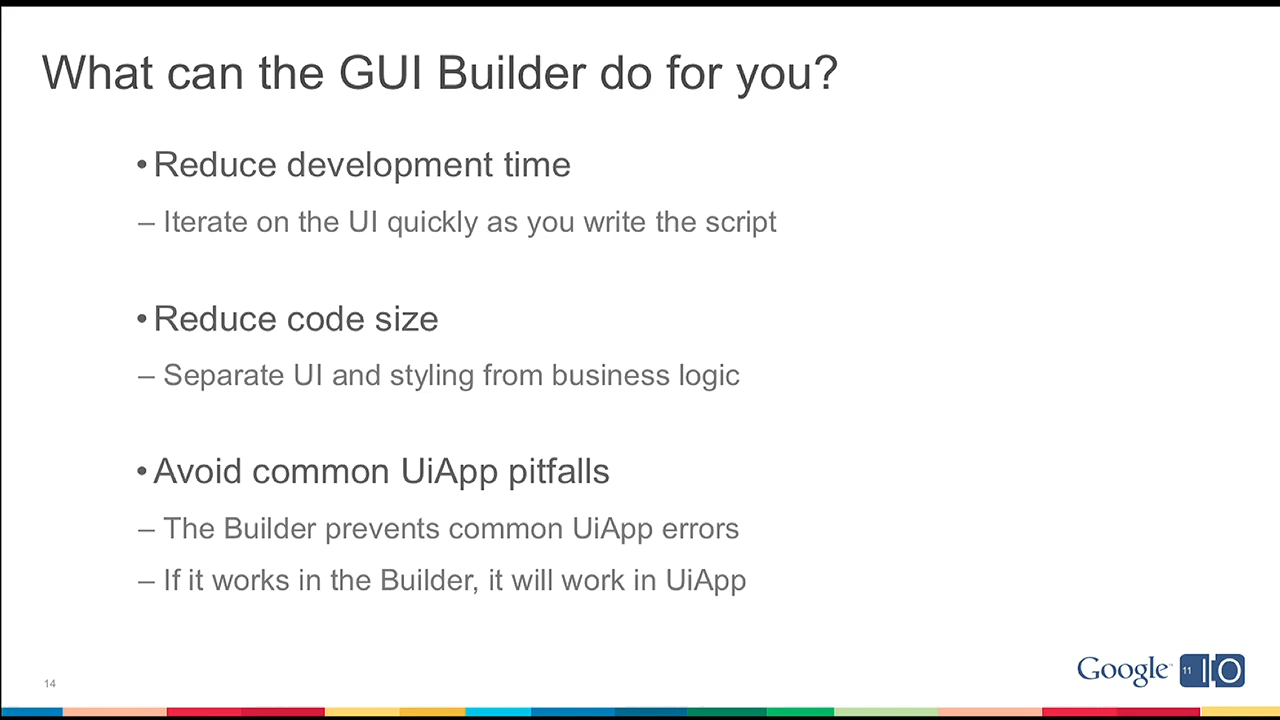 What can the GUI Builder do for you?
•Reduce development time
– Iterate on the UI quickly as you write the script
•Reduce code size
– Separate UI and styling from business logic
•Avoid common UiApp pitfalls
– The Builder prevents common UiApp errors
– If it works in the Builder, it will work in UiApp
Google™ 11 IO
14